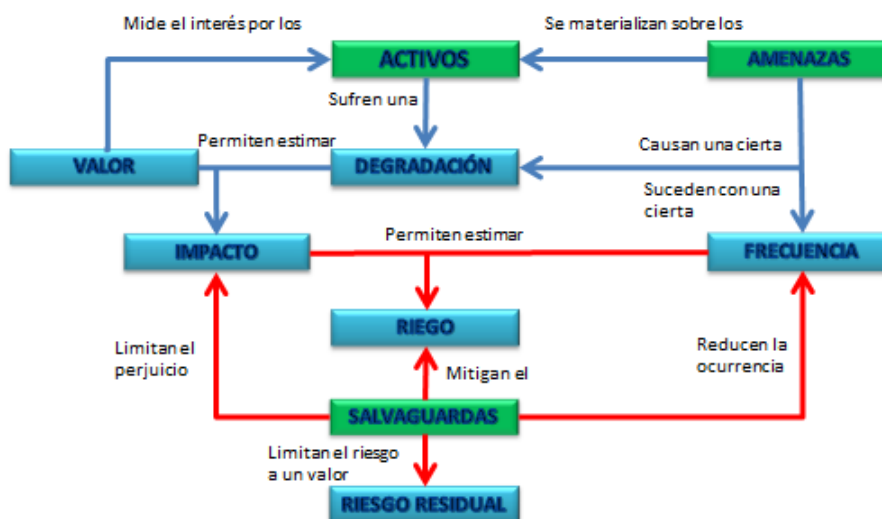 Mide el interés por los
Se materializan sobre los
ACTIVOS
AMENAZAS
Sufren una
Permiten estimar
Causan una cierta
VALOR
DEGRADACIÓN
Suceden con una
cierta
Permiten estimar
IMPACTO
FRECUENCIA
RIEGO
Limitan el
perjuicio
Reducen la
ocurrencia
Mitigan el
SALVAGUARDAS
Limitan el riesgo
a un valor
RIESGO RESIDUAL